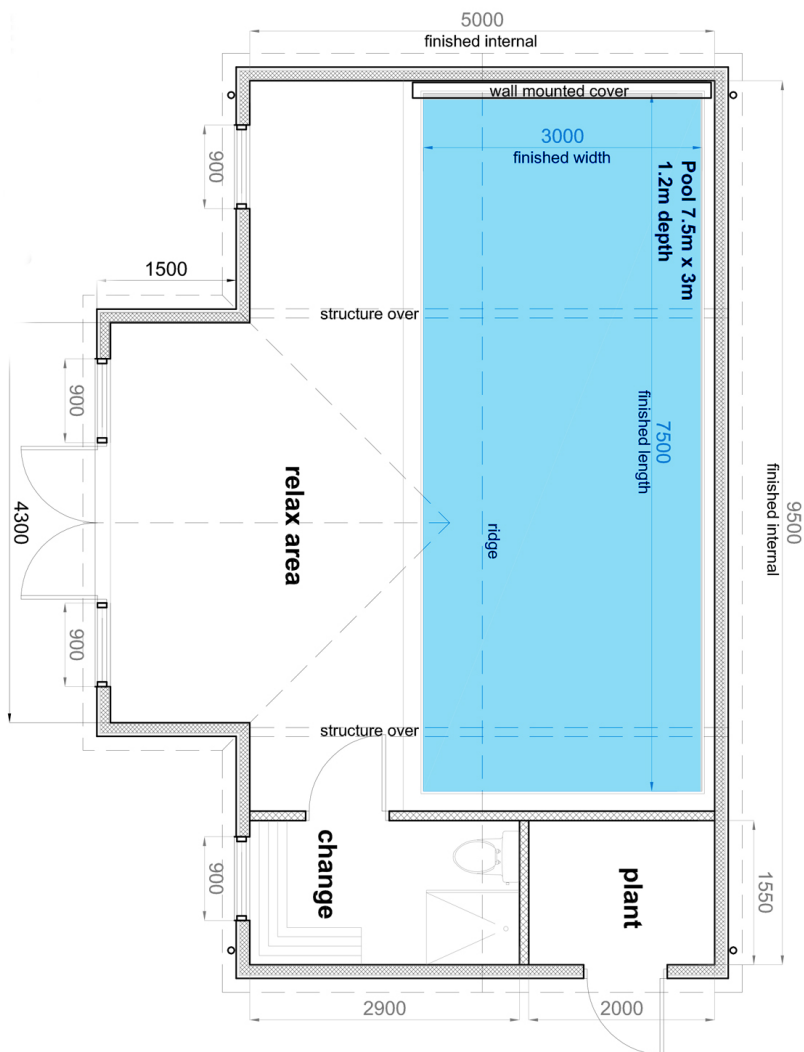 5000
finished internal
wall mounted cover
3000
finished width
Pool 7.5m x 3m
1.2m depth
900
1500
structure over
900
7500
finished length
relax area
ridge
9500
finished internal
4300
900
structure over
change
900
plant
1550
2900
2000